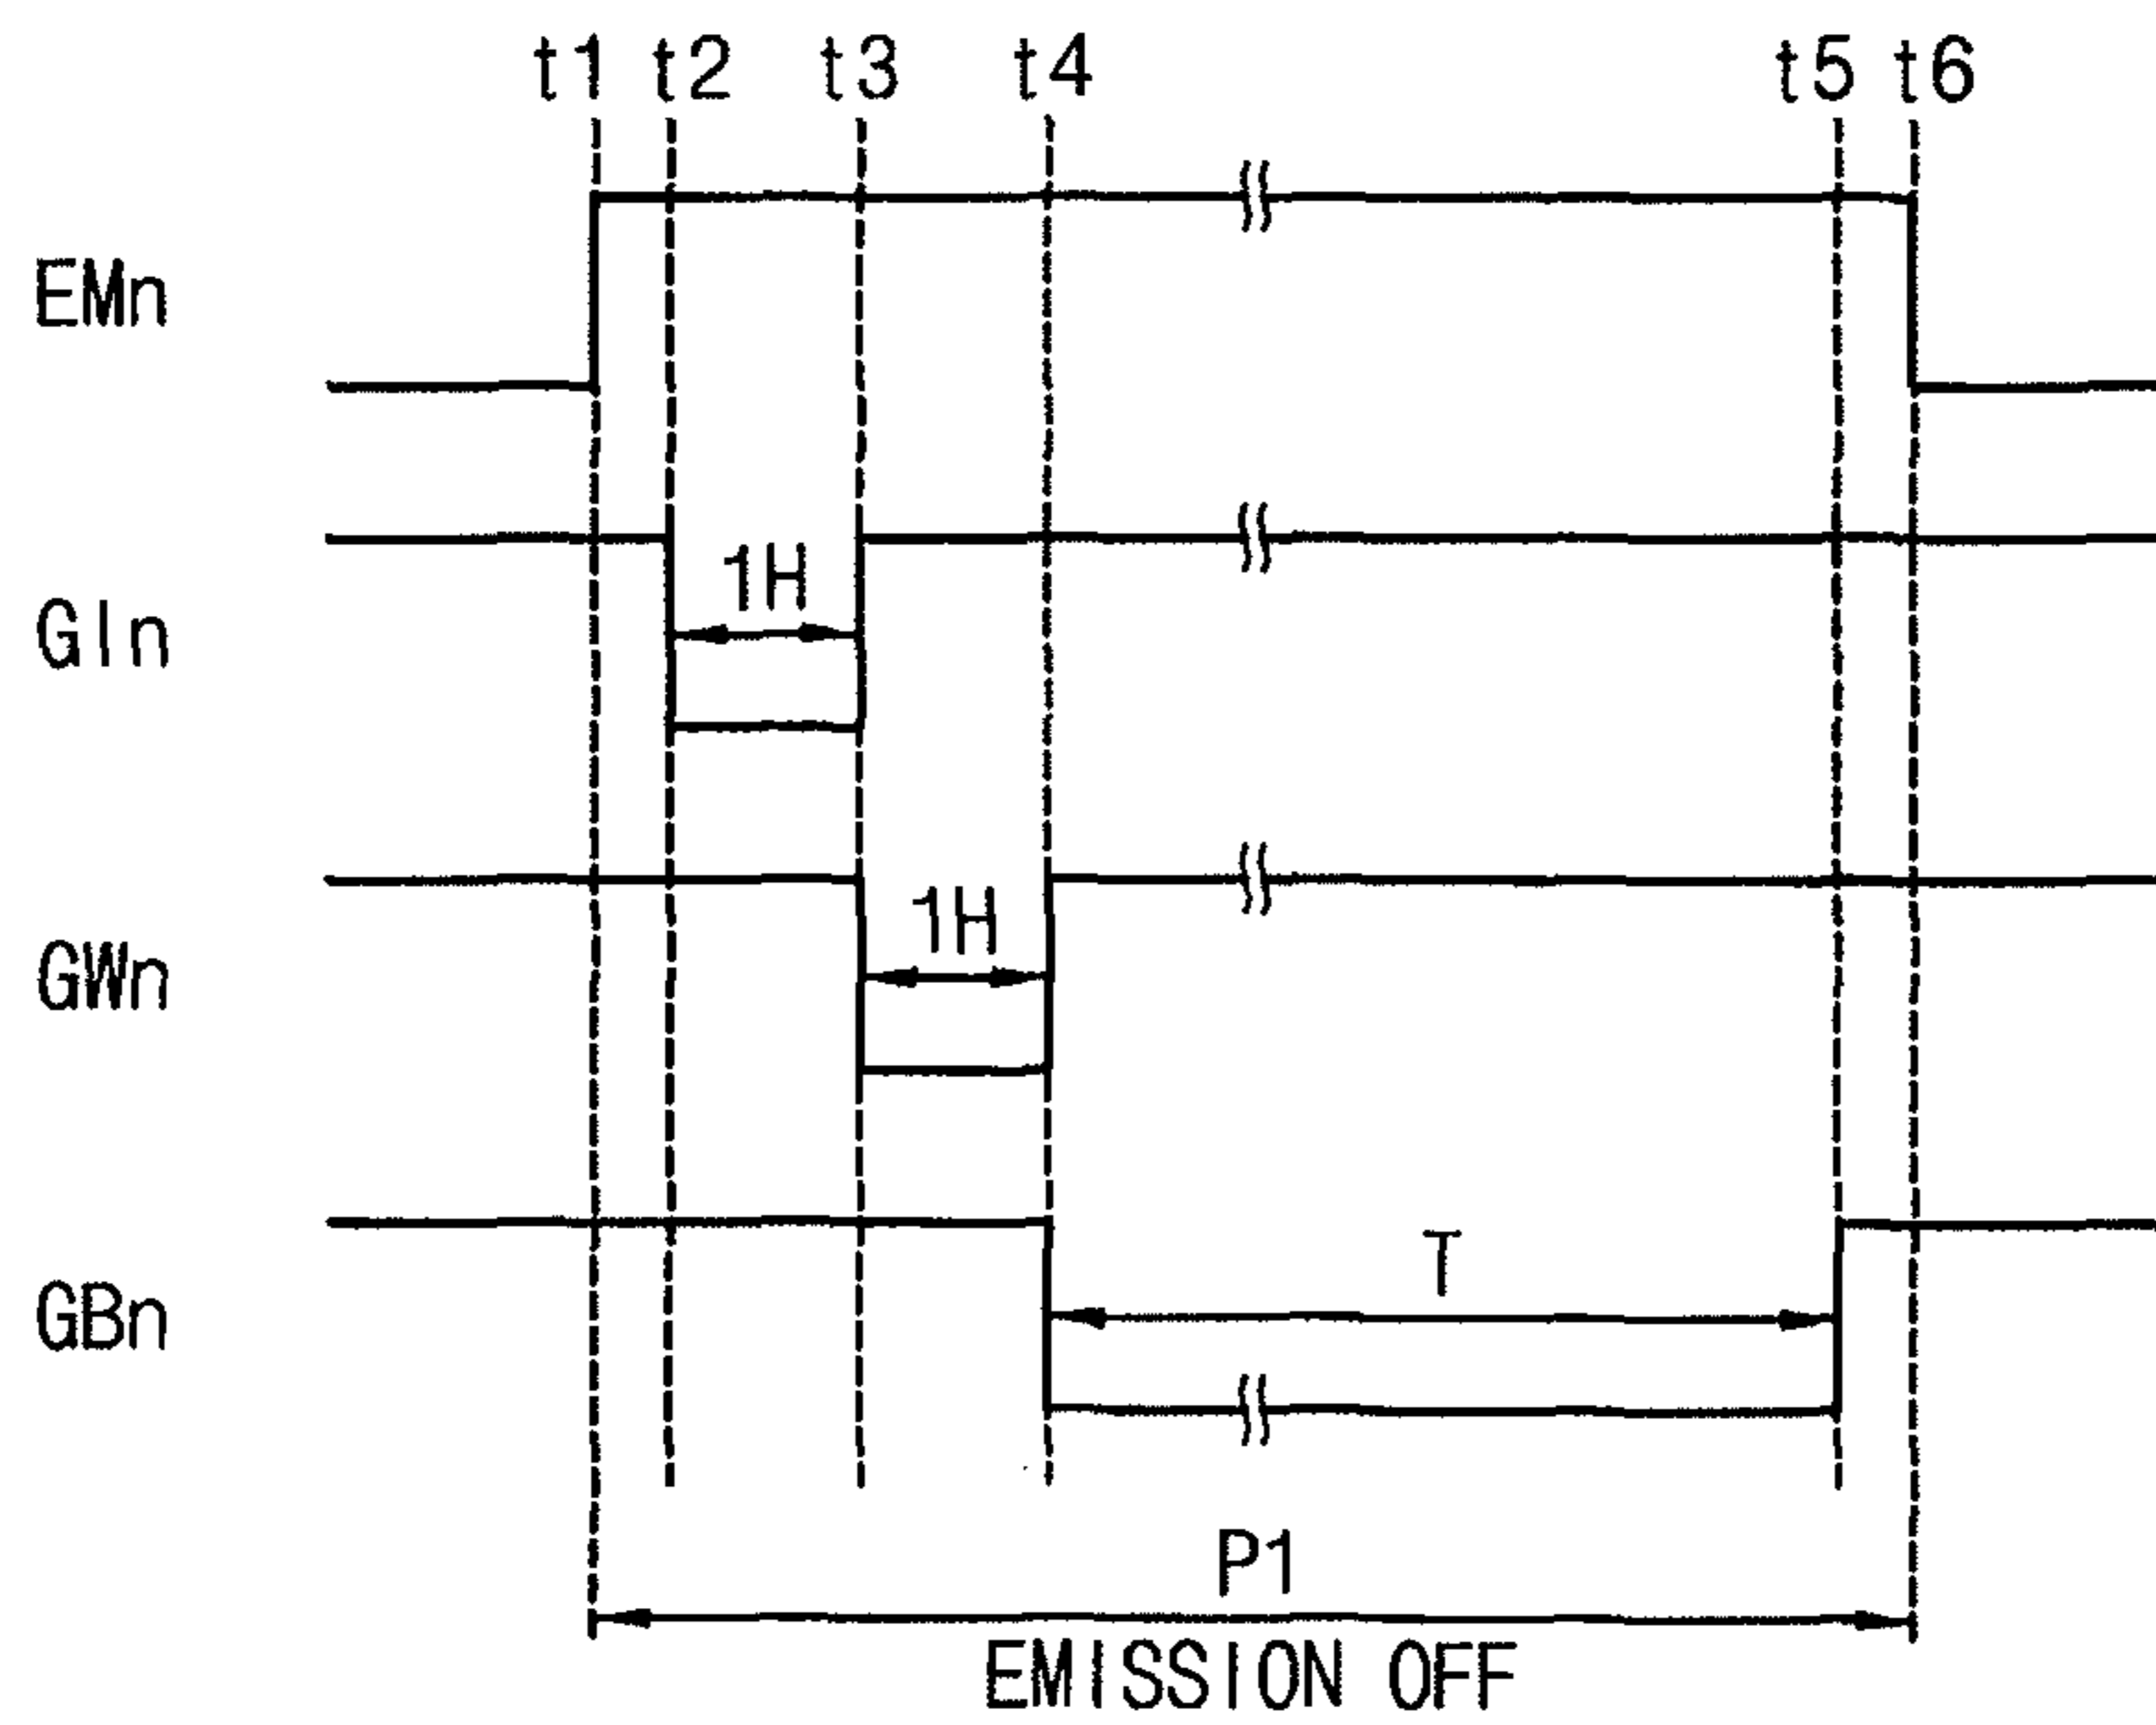 t1 t2 t3 t4 t5 t6
EMn
GIn
1H
GWn
1H
GBn
T
P1
EMISSION OFF